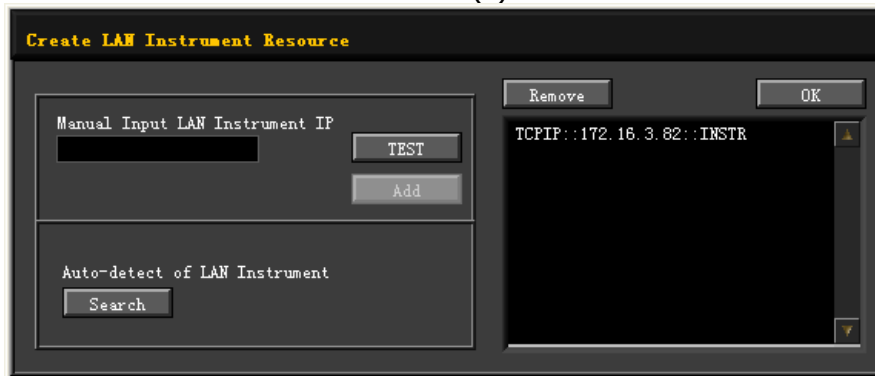 Create LAN Instrument Resource
Manual Input LAN Instrument IP
TEST
Add
Auto-detect of LAN Instrument
Search
Remove
OK
TCPIP::172.16.3.82::INSTR